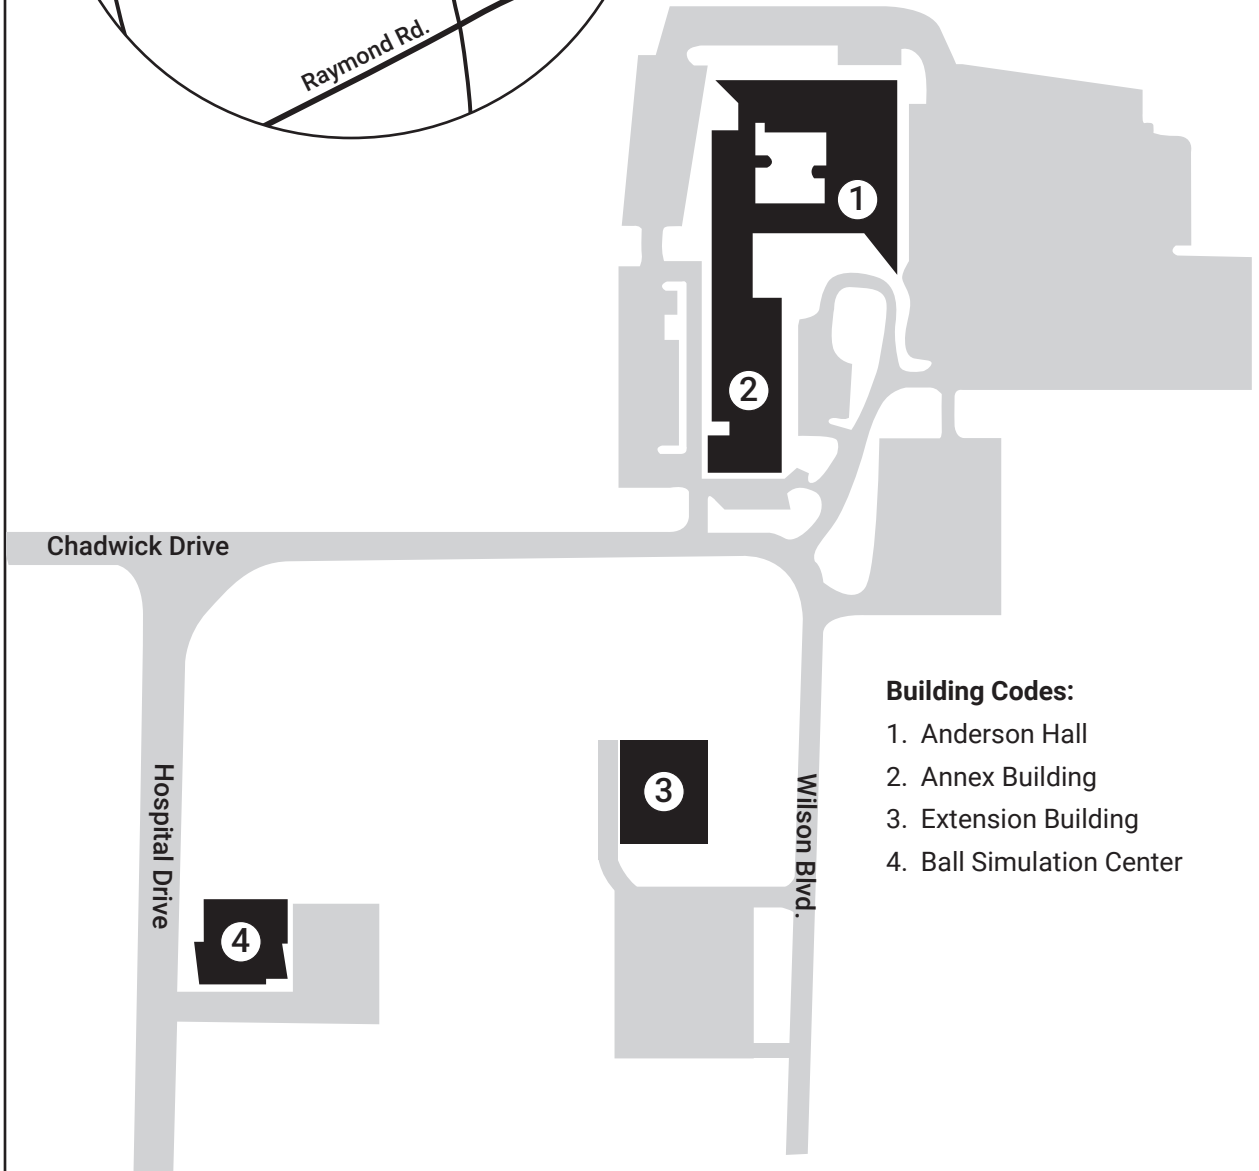 Raymond Rd.
1
2
Chadwick Drive
Hospital Drive
3
Wilson Blvd.
4
Building Codes:
1. Anderson Hall
2. Annex Building
3. Extension Building
4. Ball Simulation Center